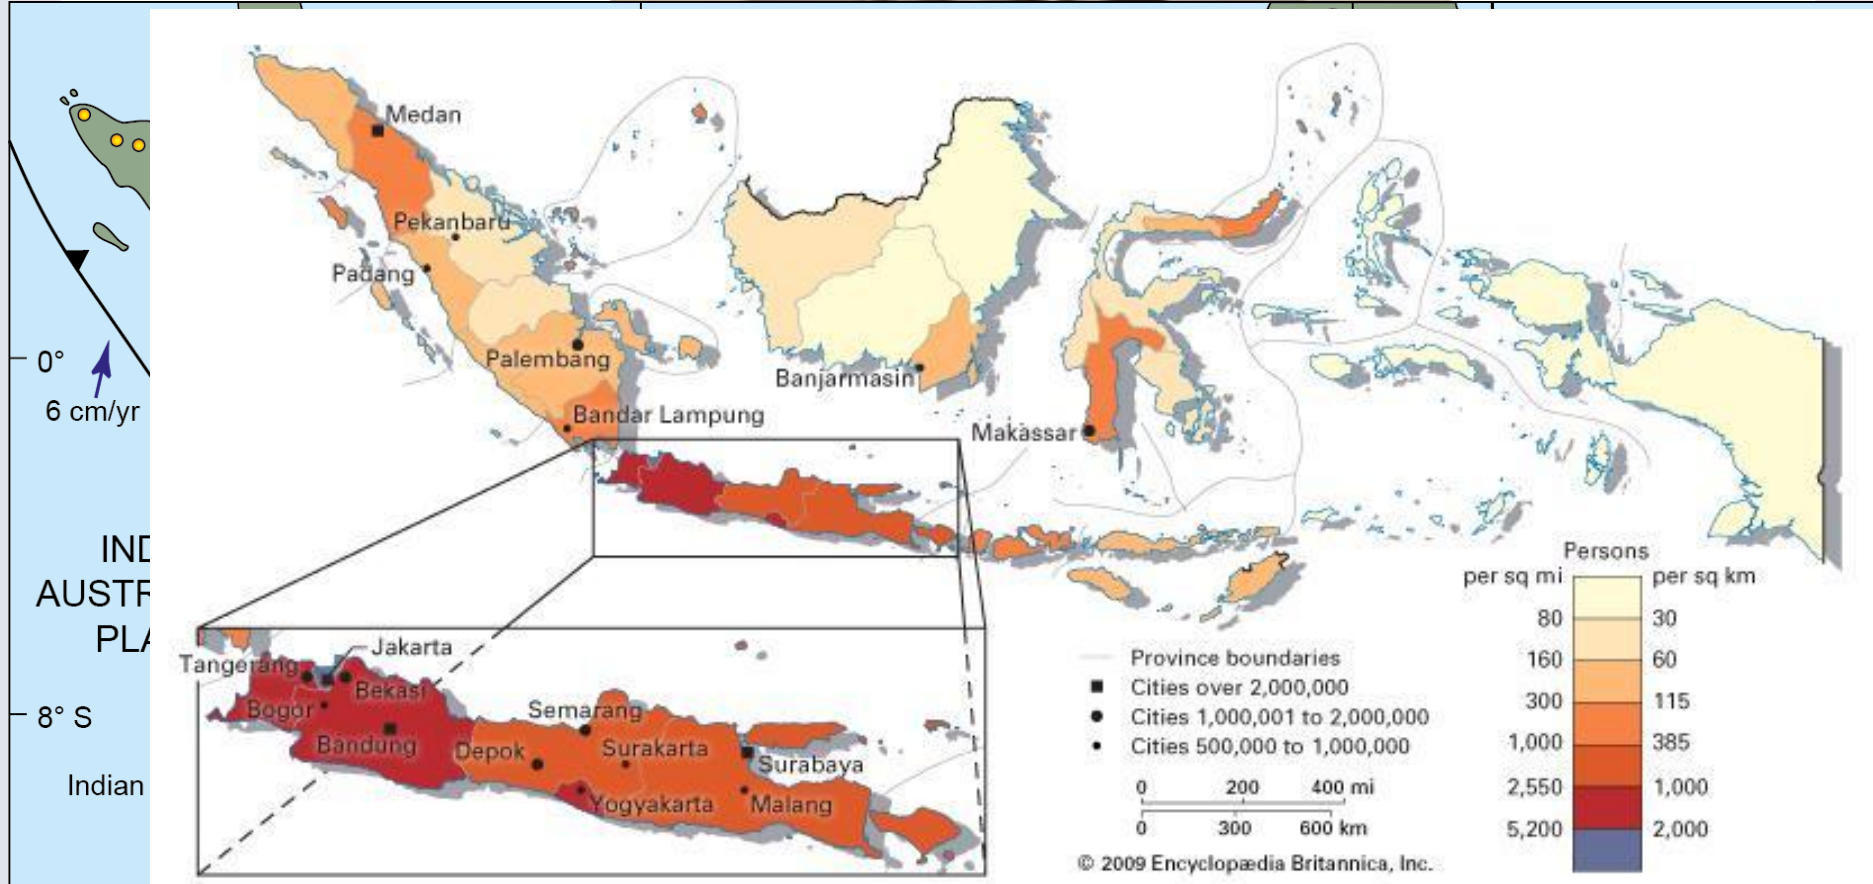 0°
6 cm/yr
IND
AUSTR
PLA
8° S
Indian
Medan
Pekanbaru
Padang
Palembang
Bandar Lampung
Banjarmasin
Makassar
Tangerang
Jakarta
Bekasi
Bogor
Bandung
Semarang
Depok
Surakarta
Surabaya
Yogyakarta
Malang
Province boundaries
Cities over 2,000,000
Cities 1,000,001 to 2,000,000
Cities 500,000 to 1,000,000
0 200 400 mi
0 300 600 km
© 2009 Encyclopædia Britannica, Inc.
Persons
per sq mi per sq km
80 30
160 60
300 115
1,000 385
2,550 1,000
5,200 2,000